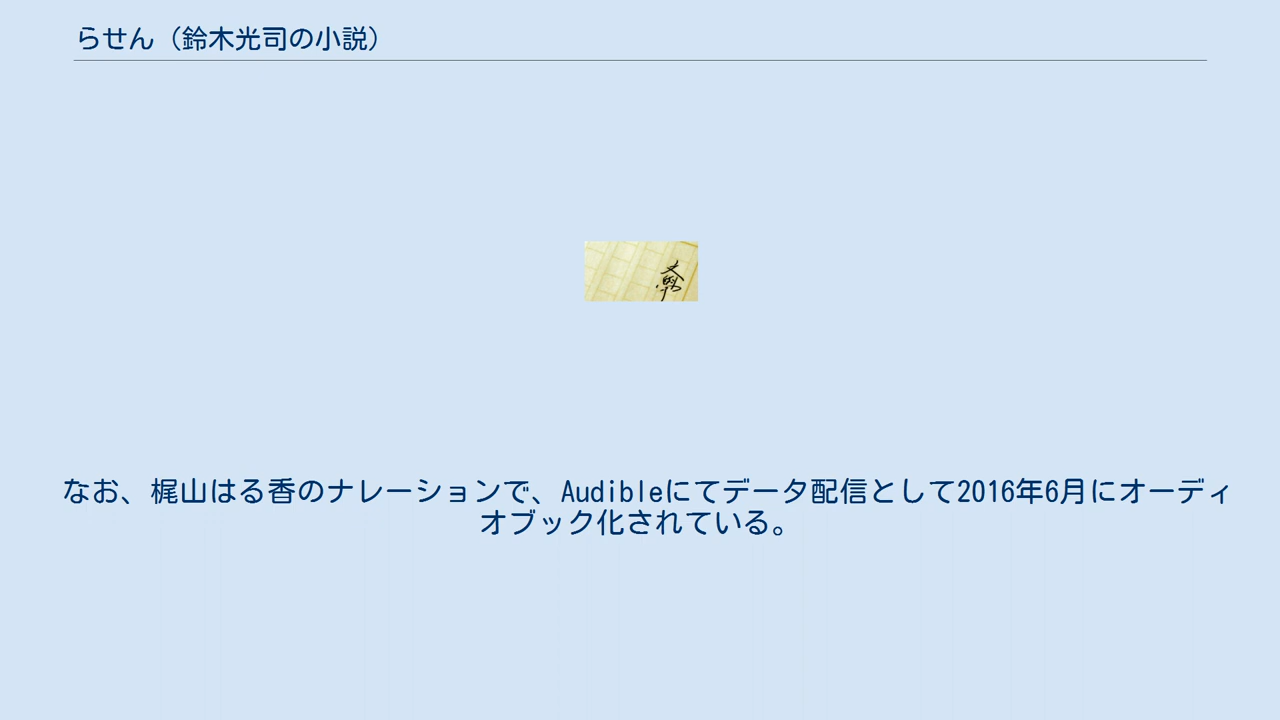 らせん（鈴木光司の小説）
なお、梶山はる香のナレーションで、Audibleにてデータ配信として2016年6月にオーディ
オブック化されている。